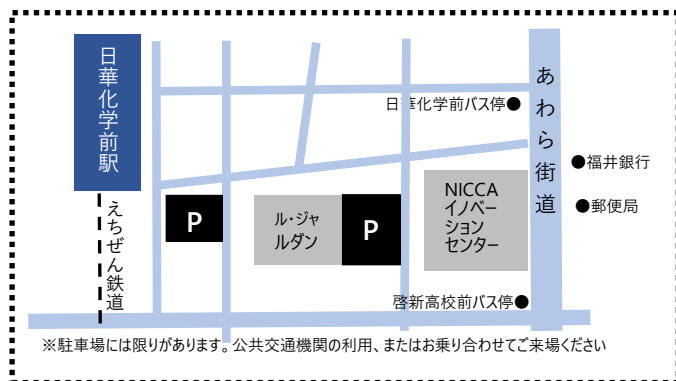 日華化学前駅
えちぜん鉄道
P
ル・ジャ
ルダン
P
NICCA
イノベー
ション
センター
日華化学前バス停●
あわら街道
●福井銀行
●郵便局
啓新高校前バス停●
※駐車場には限りがあります。公共交通機関の利用、またはお乗り合わせてご来場ください